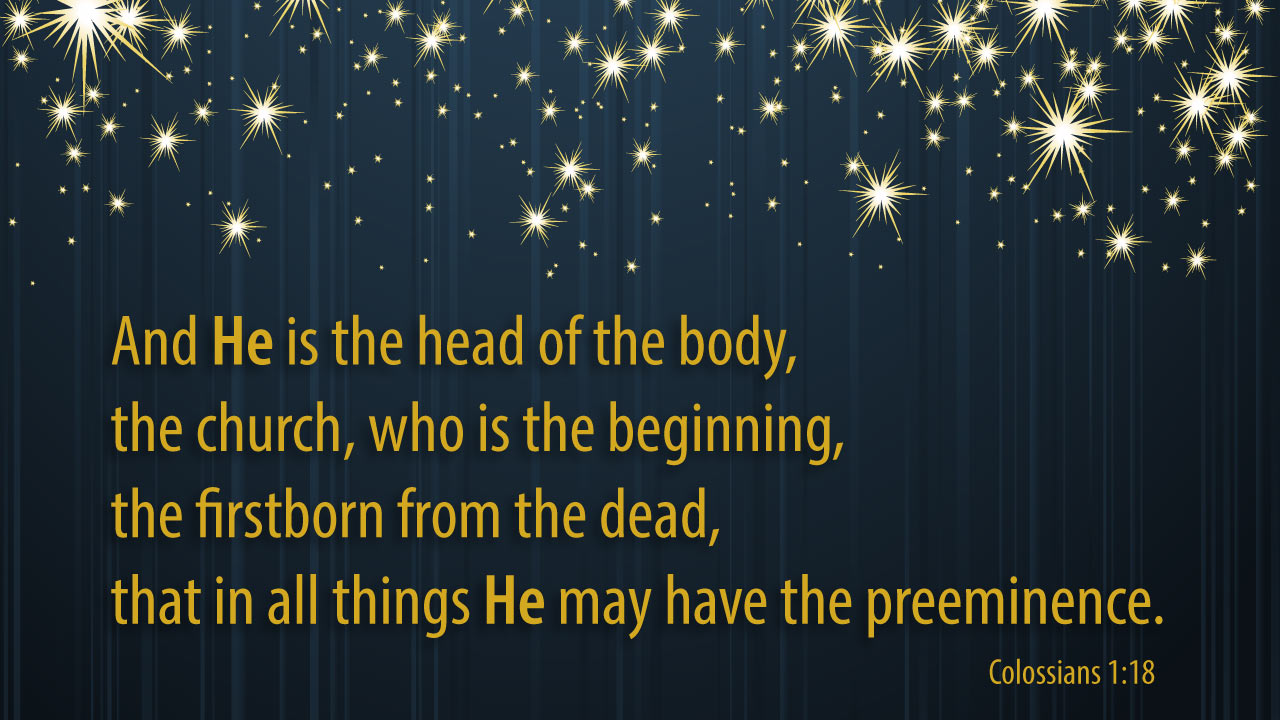 And He is the head of the body,
the church, who is the beginning,
the firstborn from the dead,
that in all things He may have the preeminence.
Colossians 1:18